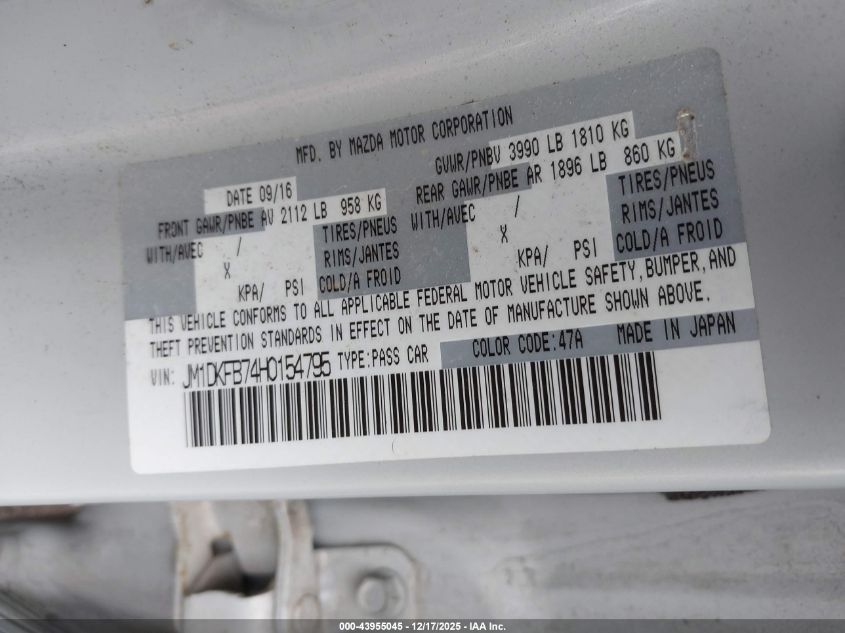 MFD. BY MAZDA MOTOR CORPORATION
DATE 09/16
GVWR/PNBV 3990 LB 1810 KG
FRONT GAWR/PNBE AV 2112 LB 958 KG
REAR GAWR/PNBE AR 1896 LB 860 KG
WITH/AVEC / TIRES/PNEUS WITH/AVEC / TIRES/PNEUS
X RIMS/JANTES X RIMS/JANTES
KPA/ PSI COLD/A FROID KPA/ PSI COLD/A FROID
THIS VEHICLE CONFORMS TO ALL APPLICABLE FEDERAL MOTOR VEHICLE SAFETY, BUMPER, AND
THEFT PREVENTION STANDARDS IN EFFECT ON THE DATE OF MANUFACTURE SHOWN ABOVE.
VIN: JM1DKFB74H0154795 TYPE:PASS CAR COLOR CODE:47A MADE IN JAPAN
000-43955045 - 12/17/2025 - IAA Inc.